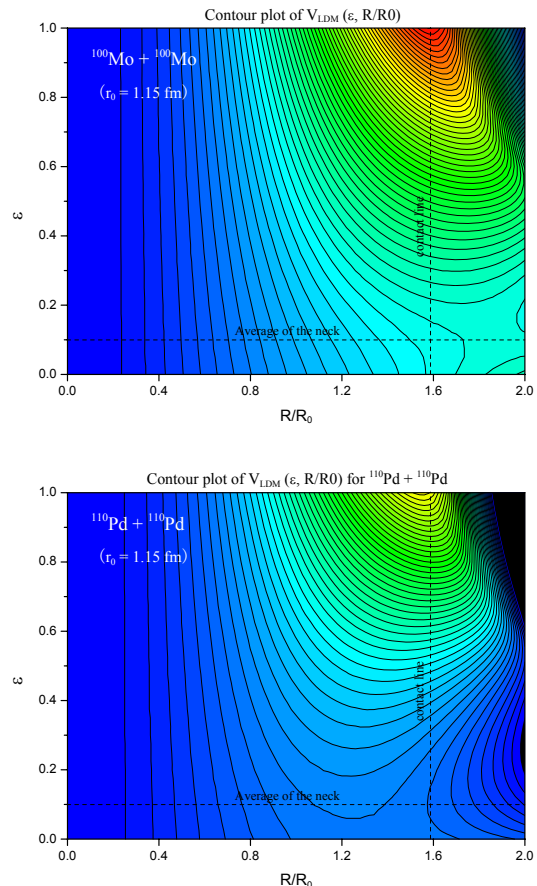 Contour plot of V_LDM (ε, R/R0)
1.0
0.8
0.6
0.4
0.2
0.0
ε
¹⁰⁰Mo + ¹⁰⁰Mo
(r₀ = 1.15 fm)
contact line
Average of the neck
0.0 0.4 0.8 1.2 1.6 2.0
R/R₀
Contour plot of V_LDM (ε, R/R0) for ¹¹⁰Pd + ¹¹⁰Pd
1.0
0.8
0.6
0.4
0.2
0.0
ε
¹¹⁰Pd + ¹¹⁰Pd
(r₀ = 1.15 fm)
contact line
Average of the neck
0.0 0.4 0.8 1.2 1.6 2.0
R/R₀